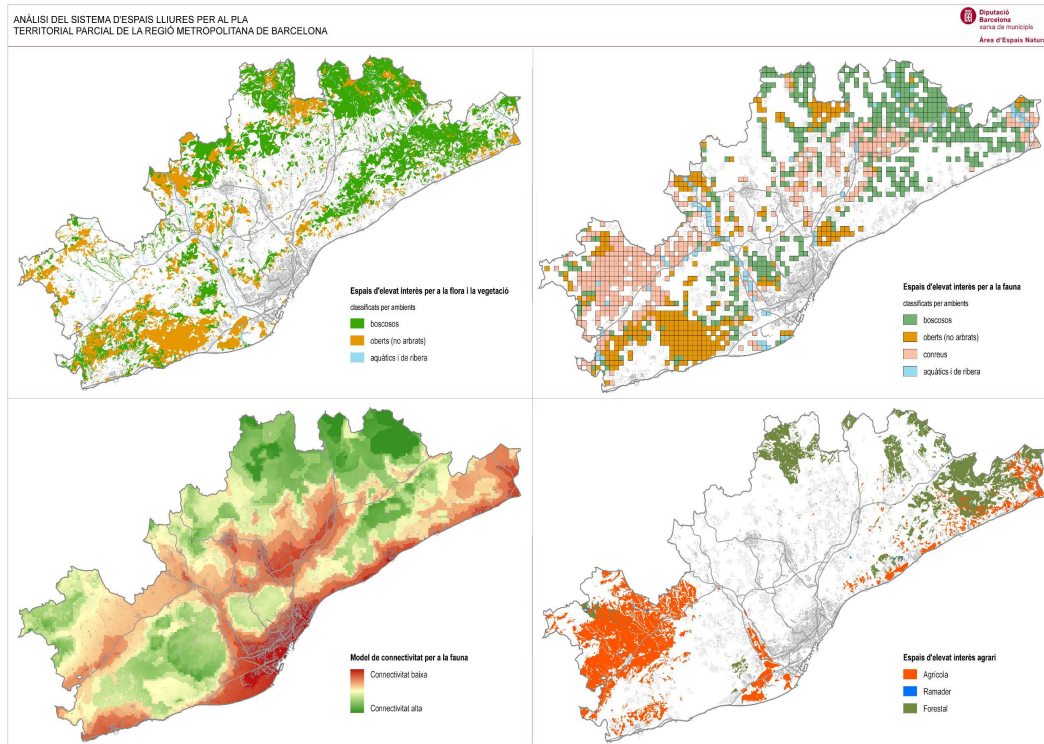 ANÀLISI DEL SISTEMA D'ESPAIS LLIURES PER AL PLA
TERRITORIAL PARCIAL DE LA REGIÓ METROPOLITANA DE BARCELONA
Diputació
Barcelona
xarxa de municipis
Àrea d'Espais Natura
Espais d'elevat interès per a la flora i la vegetació
classificats per ambients
boscosos
oberts (no arbrats)
aquàtics i de ribera
Espais d'elevat interès per a la fauna
classificats per ambients
boscosos
oberts (no arbrats)
conreus
aquàtics i de ribera
Model de connectivitat per a la fauna
Connectivitat baixa
Connectivitat alta
Espais d'elevat interès agrari
Agrícola
Ramader
Forestal